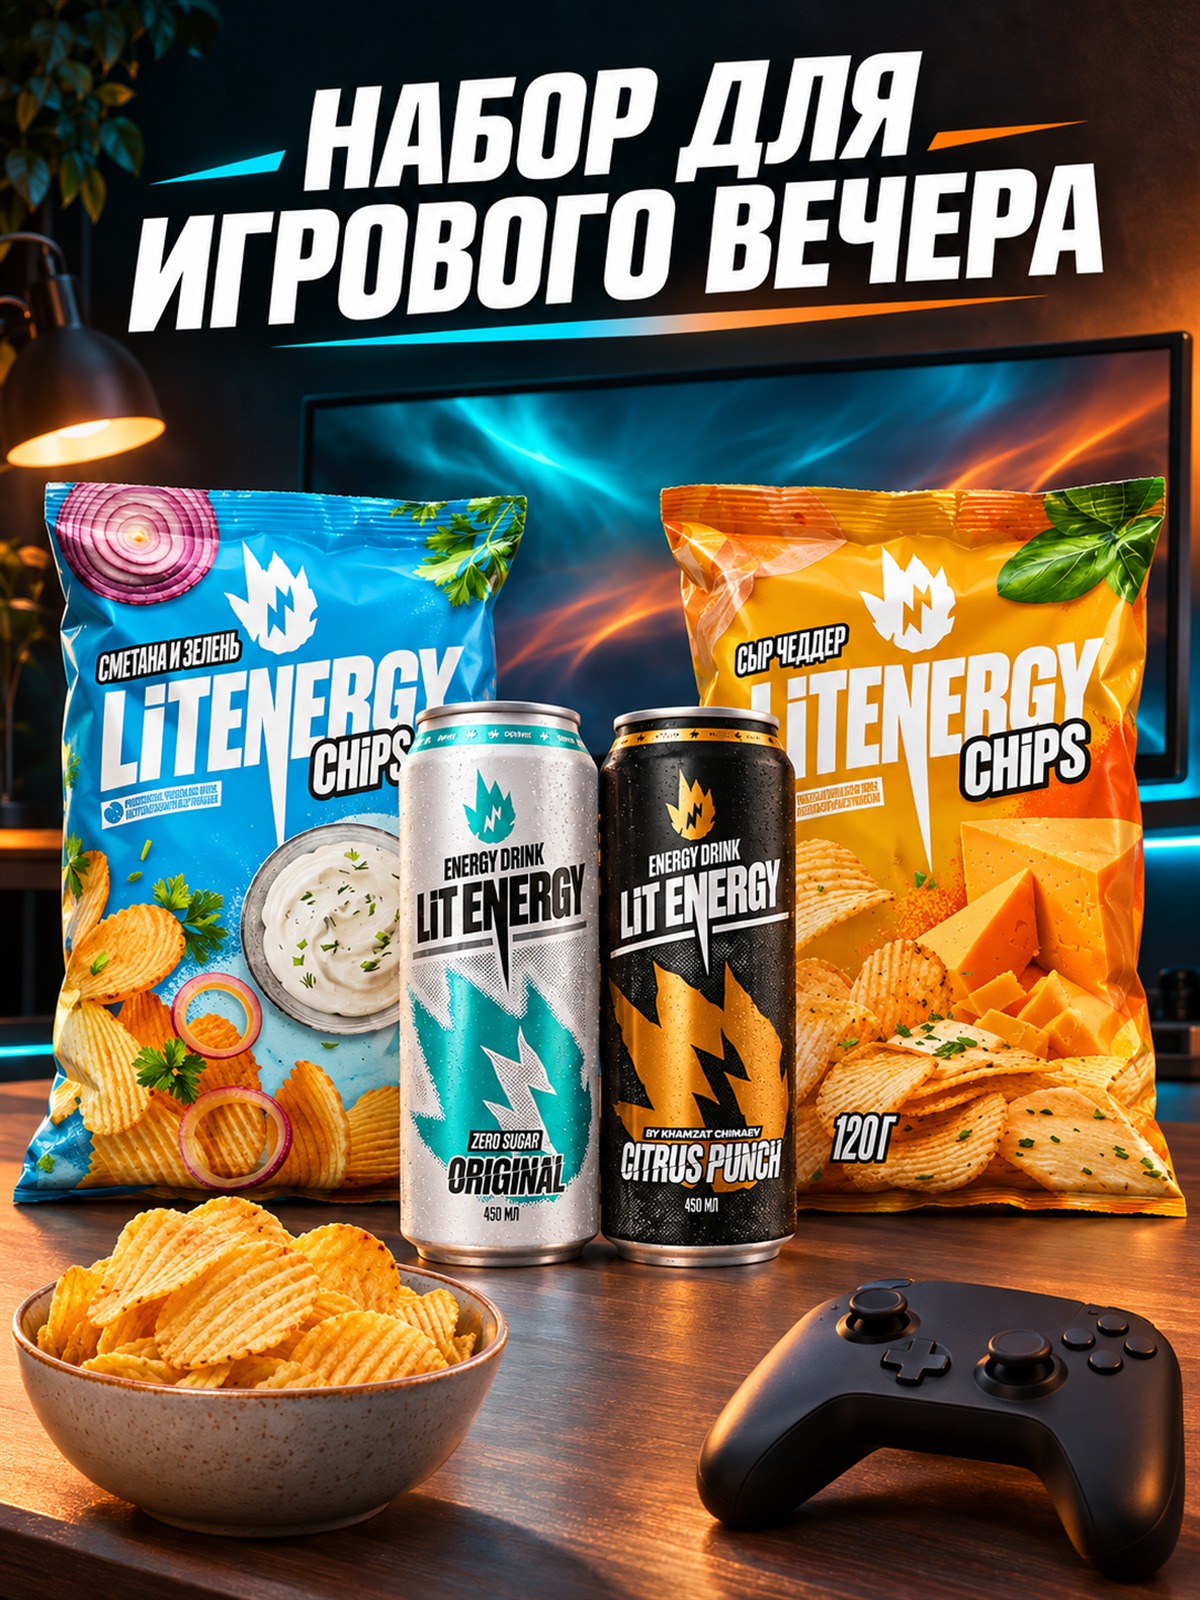 НАБОР ДЛЯ
ИГРОВОГО ВЕЧЕРА
СМЕТАНА И ЗЕЛЕНЬ
LiTENERGY
CHiPS
СЫР ЧЕДДЕР
LiTENERGY
CHiPS
120Г
ENERGY DRINK
LiT ENERGY
ZERO SUGAR
ORIGINAL
450 МЛ
ENERGY DRINK
LiT ENERGY
BY KHAMZAT CHIMAEV
CITRUS PUNCH
450 МЛ